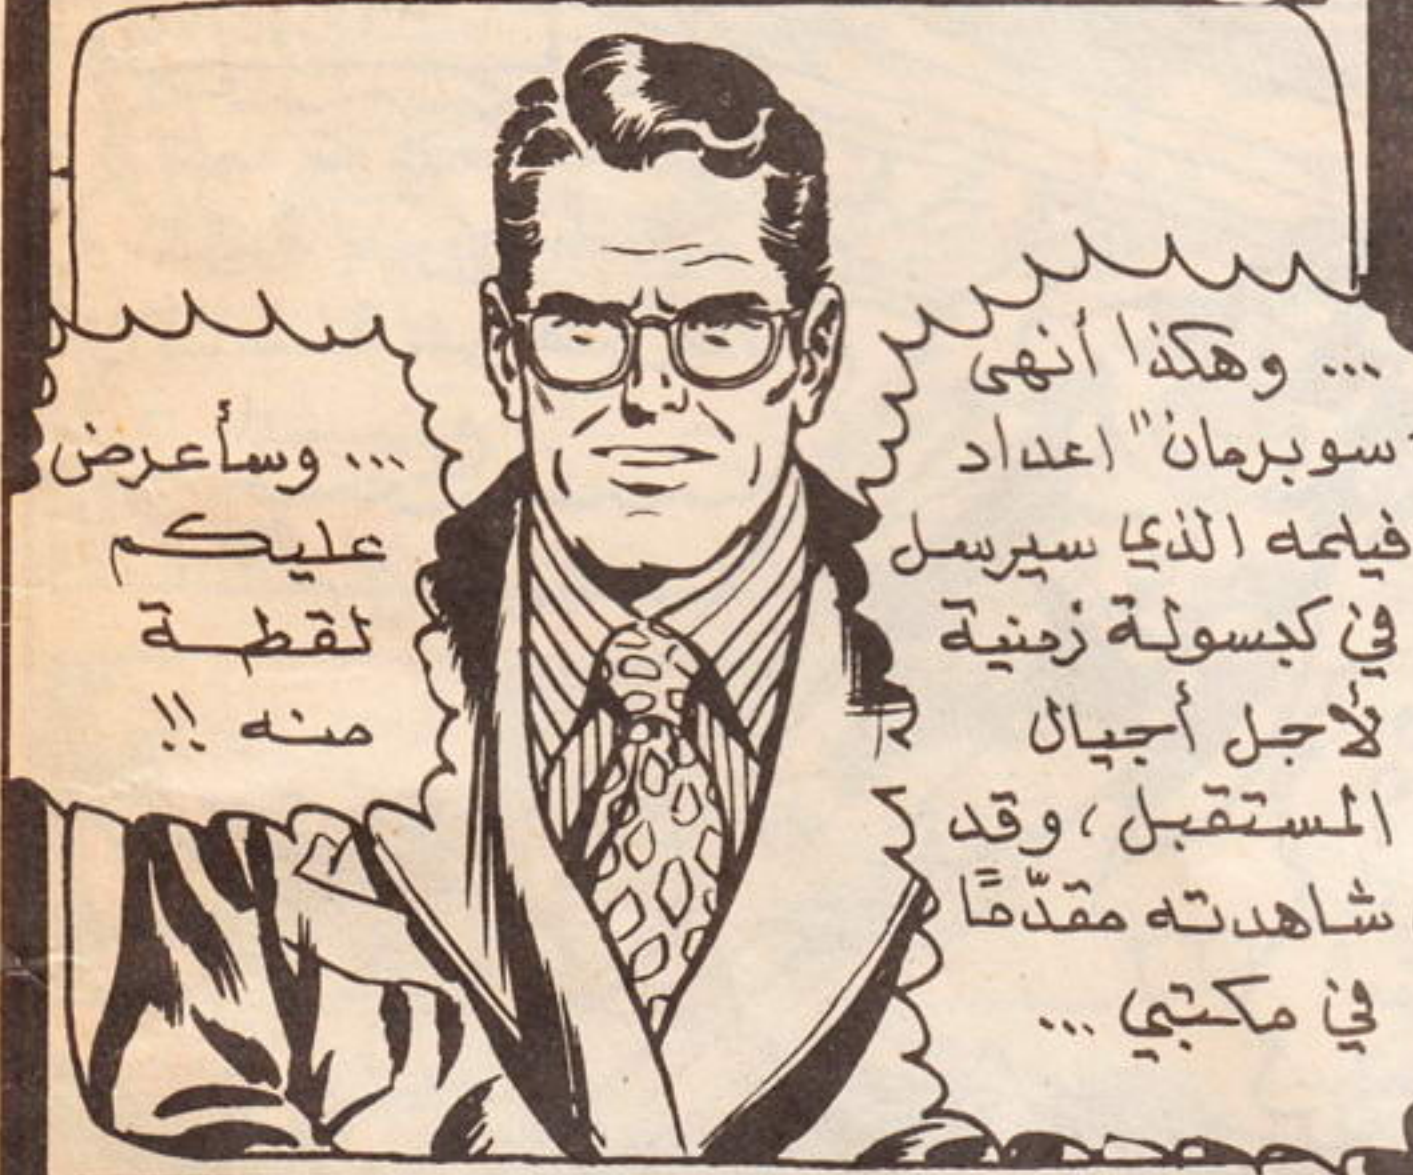 ... وهكذا أنهى
"سوبرمان" اعداد
فيلمه الذي سيرسل
في كبسولة زمنية
لأجل أجيال
المستقبل، وقد
شاهدته مقدّمًا
في مكتبي ...
... وسأعرض
عليكم
لقطة
منه !!